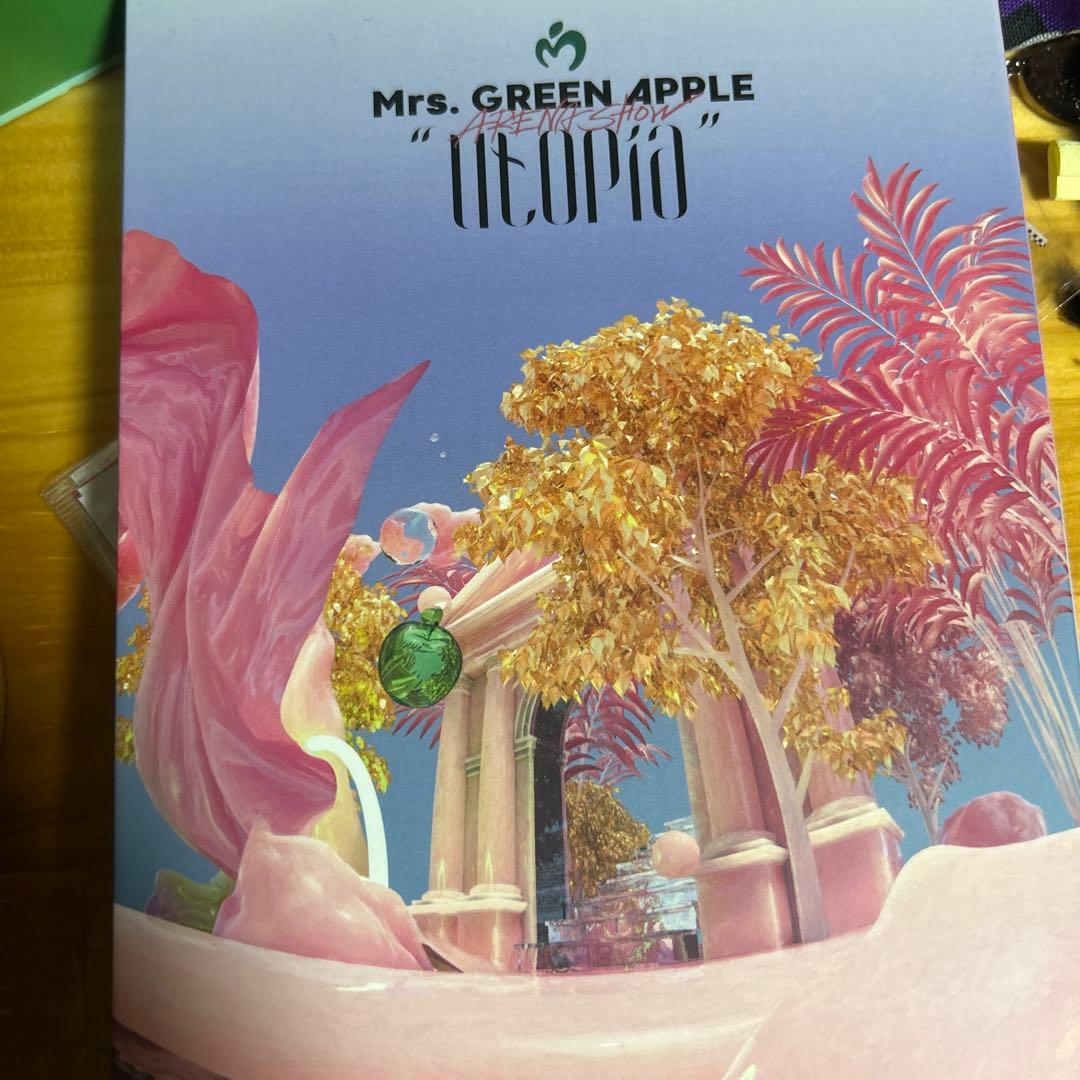 Mrs. GREEN APPLE
ARENA SHOW
“Utopia”